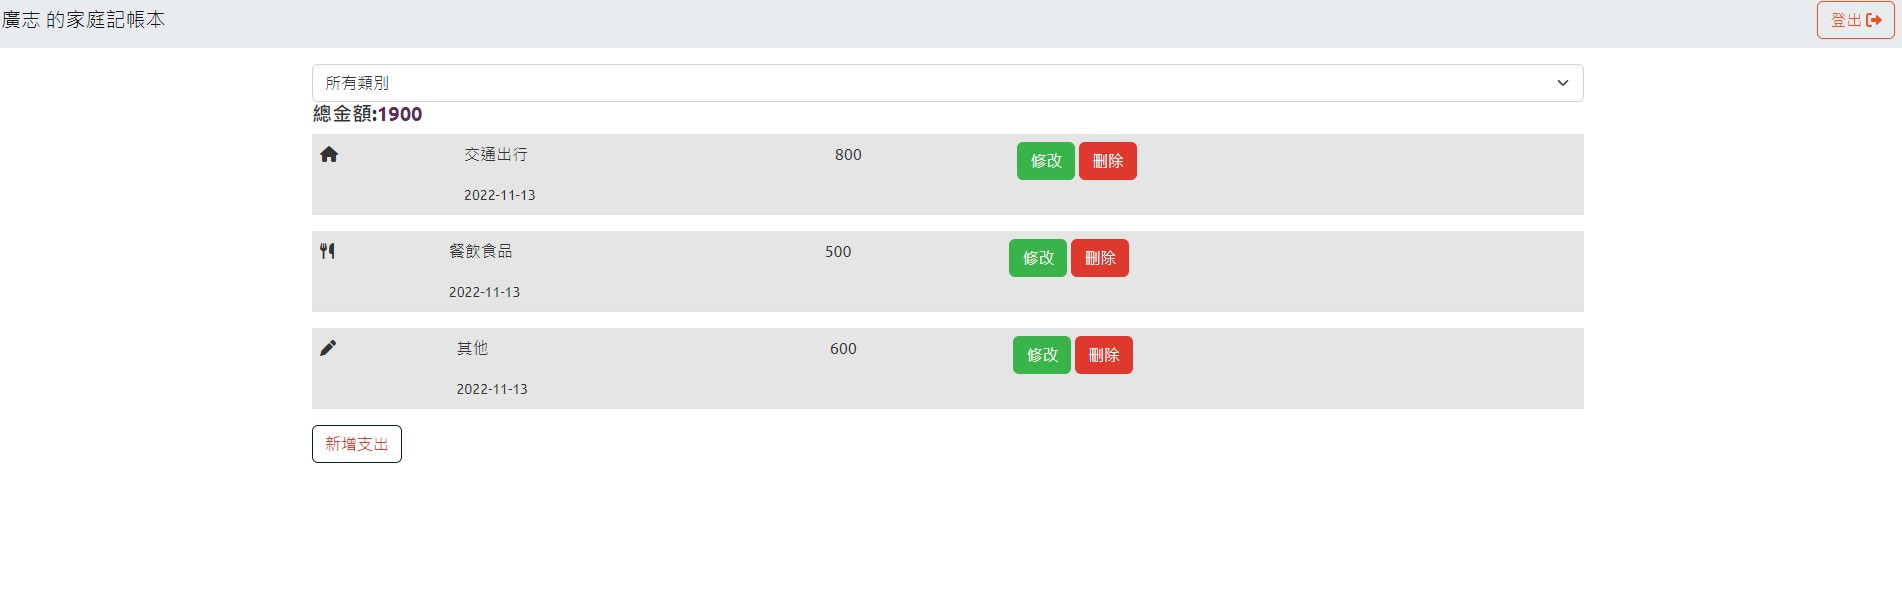 廣志 的家庭記帳本
登出
所有類別
總金額:1900
交通出行 800 修改 刪除
2022-11-13
餐飲食品 500 修改 刪除
2022-11-13
其他 600 修改 刪除
2022-11-13
新增支出